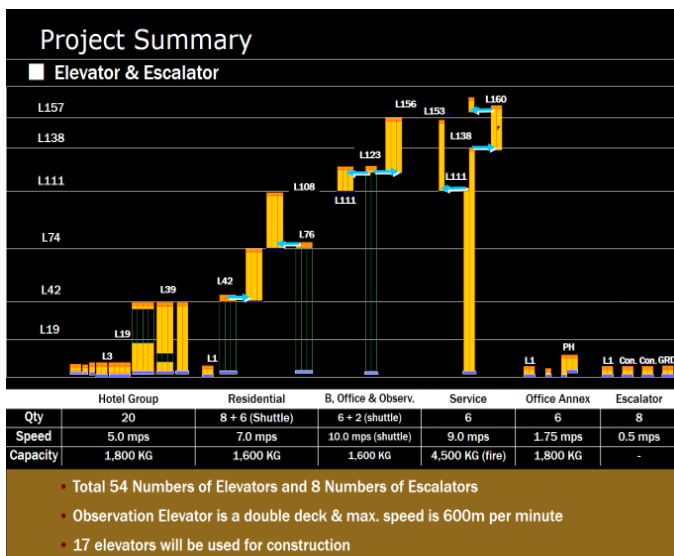 Project Summary
Elevator & Escalator
L157
L156
L153
L160
L138
L138
L123
L111
L111
L111
L108
L74
L76
L42
L42
L39
L19
L19
L3
L1
L1
PH
L1
Con.
Con.
GRD
Hotel Group
Residential
B, Office & Observ.
Service
Office Annex
Escalator
Qty
20
8 + 6 (Shuttle)
6 + 2 (shuttle)
6
6
8
Speed
5.0 mps
7.0 mps
10.0 mps (shuttle)
9.0 mps
1.75 mps
0.5 mps
Capacity
1,800 KG
1,600 KG
1,600 KG
4,500 KG (fire)
1,800 KG
-
• Total 54 Numbers of Elevators and 8 Numbers of Escalators
• Observation Elevator is a double deck & max. speed is 600m per minute
• 17 elevators will be used for construction